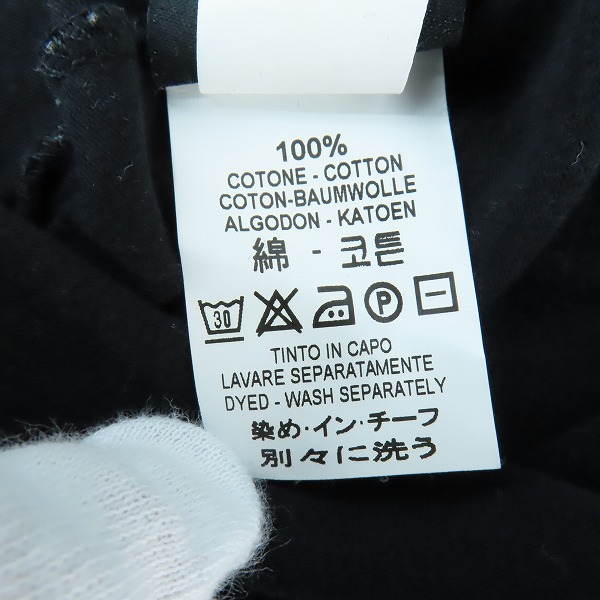 100%
COTONE - COTTON
COTON-BAUMWOLLE
ALGODON - KATOEN
綿 - 코튼
30 P
TINTO IN CAPO
LAVARE SEPARATAMENTE
DYED - WASH SEPARATELY
染め・イン・チーフ
別々に洗う